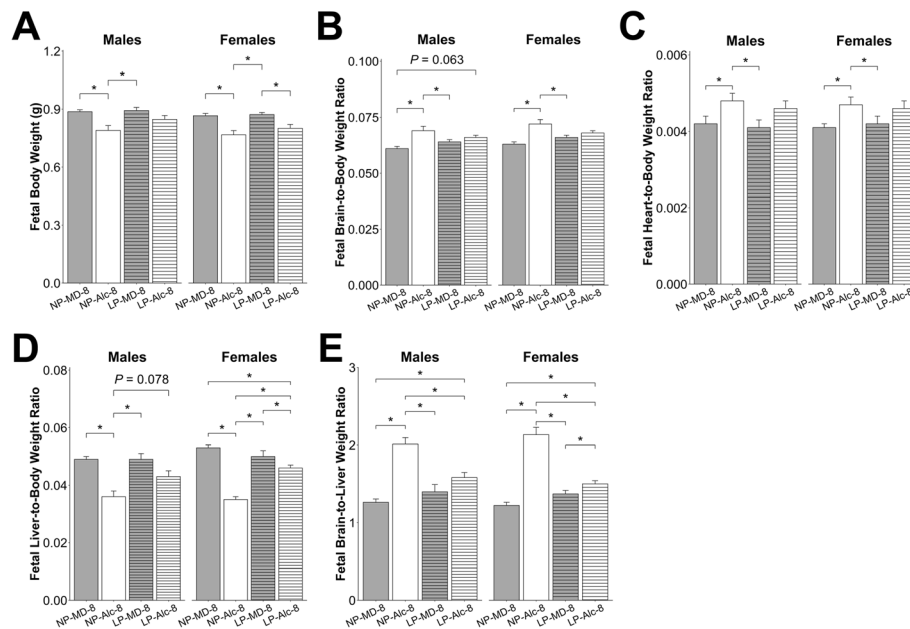 A
Males
Females
Fetal Body Weight (g)
1.2
0.9
0.6
0.3
0.0
*
*
*
*
*
NP-MD-8
NP-Alc-8
LP-MD-8
LP-Alc-8
NP-MD-8
NP-Alc-8
LP-MD-8
LP-Alc-8
B
Males
Females
Fetal Brain-to-Body Weight Ratio
0.100
0.075
0.050
0.025
0.000
P = 0.063
*
*
*
*
NP-MD-8
NP-Alc-8
LP-MD-8
LP-Alc-8
NP-MD-8
NP-Alc-8
LP-MD-8
LP-Alc-8
C
Males
Females
Fetal Heart-to-Body Weight Ratio
0.006
0.004
0.002
0.000
*
*
*
*
NP-MD-8
NP-Alc-8
LP-MD-8
LP-Alc-8
NP-MD-8
NP-Alc-8
LP-MD-8
LP-Alc-8
D
Males
Females
Fetal Liver-to-Body Weight Ratio
0.08
0.06
0.04
0.02
0.00
P = 0.078
*
*
*
*
*
*
*
NP-MD-8
NP-Alc-8
LP-MD-8
LP-Alc-8
NP-MD-8
NP-Alc-8
LP-MD-8
LP-Alc-8
E
Males
Females
Fetal Brain-to-Liver Weight Ratio
3
2
1
0
*
*
*
*
*
*
*
*
*
NP-MD-8
NP-Alc-8
LP-MD-8
LP-Alc-8
NP-MD-8
NP-Alc-8
LP-MD-8
LP-Alc-8